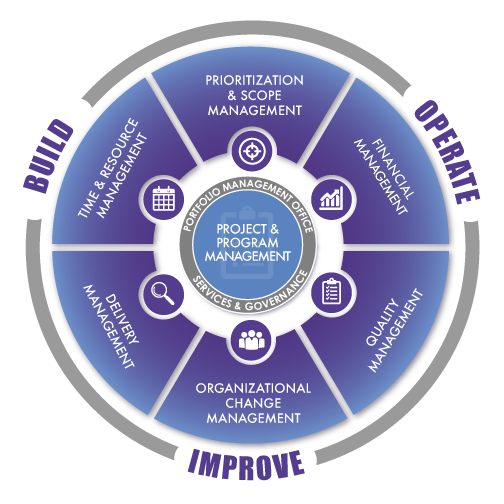 BUILD
OPERATE
IMPROVE
PRIORITIZATION
& SCOPE
MANAGEMENT
FINANCIAL
MANAGEMENT
QUALITY
MANAGEMENT
ORGANIZATIONAL
CHANGE
MANAGEMENT
DELIVERY
MANAGEMENT
TIME & RESOURCE
MANAGEMENT
PORTFOLIO MANAGEMENT OFFICE
PROJECT &
PROGRAM
MANAGEMENT
SERVICES & GOVERNANCE